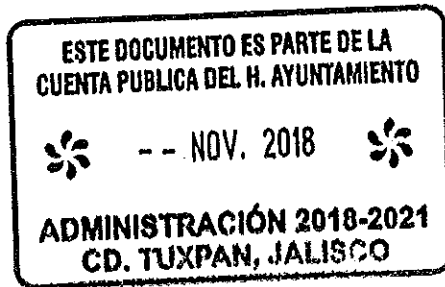 ESTE DOCUMENTO ES PARTE DE LA
CUENTA PUBLICA DEL H. AYUNTAMIENTO
-- NOV. 2018
ADMINISTRACIÓN 2018-2021
CD. TUXPAN, JALISCO